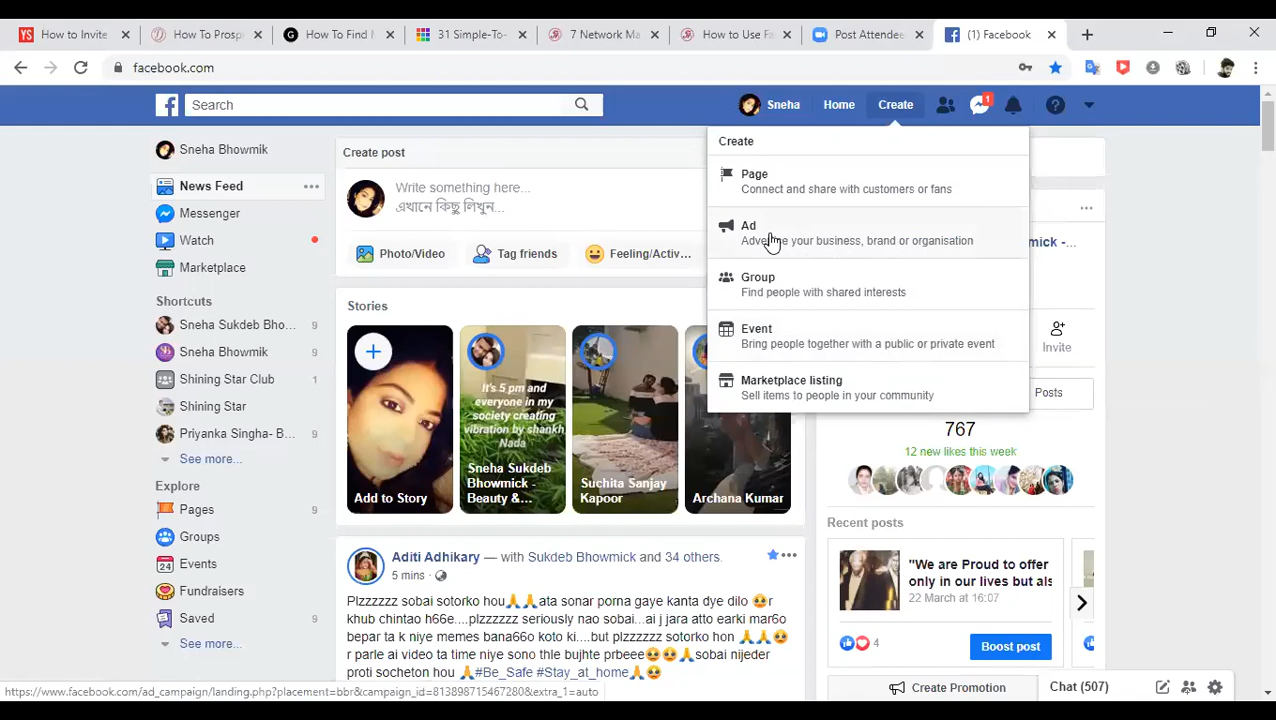 How to Invite
How To Prosp
How To Find M
31 Simple-To-
7 Network Ma
How to Use Fa
Post Attendee
(1) Facebook
facebook.com
Search
Sneha
Home
Create
1
Sneha Bhowmik
News Feed
Messenger
Watch
Marketplace
Shortcuts
Sneha Sukdeb Bho... 9
Sneha Bhowmik 9
Shining Star Club 1
Shining Star
Priyanka Singha- B... 9
See more...
Explore
Pages 9
Groups
24 Events
Fundraisers
Saved
See more...
Create post
Write something here...
এখানে কিছু লিখুন...
Photo/Video
Tag friends
Feeling/Activ...
Stories
Add to Story
It's 5 pm and
everyone in my
society creating
vibration by shankh
Nada
Sneha Sukdeb
Bhowmick -
Beauty &...
Suchita Sanjay
Kapoor
Archana Kumar
Aditi Adhikary — with Sukdeb Bhowmick and 34 others.
5 mins ·
Plzzzzzz sobai sotorko hou🙏🙏ata sonar porna gaye kanta dye dilo 🥺r
khub chintao h66e....plzzzzzz seriously nao sobai...ai j jara atto earki mar6o
bepar ta k niye memes bana66o koto ki....but plzzzzzz sotorko hon 🙏🙏🥺
r parle ai video ta time niye sono thle bujhte prbeee🥺🥺🙏sobai nijeder
proti socheton hou 🙏#Be_Safe #Stay_at_home🙏🥺
Create
Page
Connect and share with customers or fans
Ad
Advertise your business, brand or organisation
Group
Find people with shared interests
Event
Bring people together with a public or private event
Marketplace listing
Sell items to people in your community
mick -...
Invite
Posts
767
12 new likes this week
Recent posts
"We are Proud to offer
only in our lives but als
22 March at 16:07
4
Boost post
Create Promotion
Chat (507)
https://www.facebook.com/ad_campaign/landing.php?placement=bbr&campaign_id=813898715467280&extra_1=auto